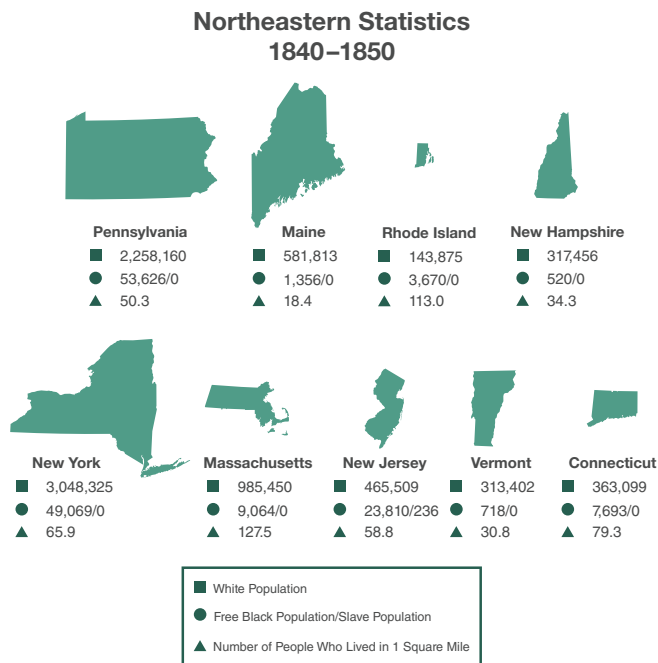 Northeastern Statistics
1840–1850
Pennsylvania
2,258,160
53,626/0
50.3
Maine
581,813
1,356/0
18.4
Rhode Island
143,875
3,670/0
113.0
New Hampshire
317,456
520/0
34.3
New York
3,048,325
49,069/0
65.9
Massachusetts
985,450
9,064/0
127.5
New Jersey
465,509
23,810/236
58.8
Vermont
313,402
718/0
30.8
Connecticut
363,099
7,693/0
79.3
White Population
Free Black Population/Slave Population
Number of People Who Lived in 1 Square Mile